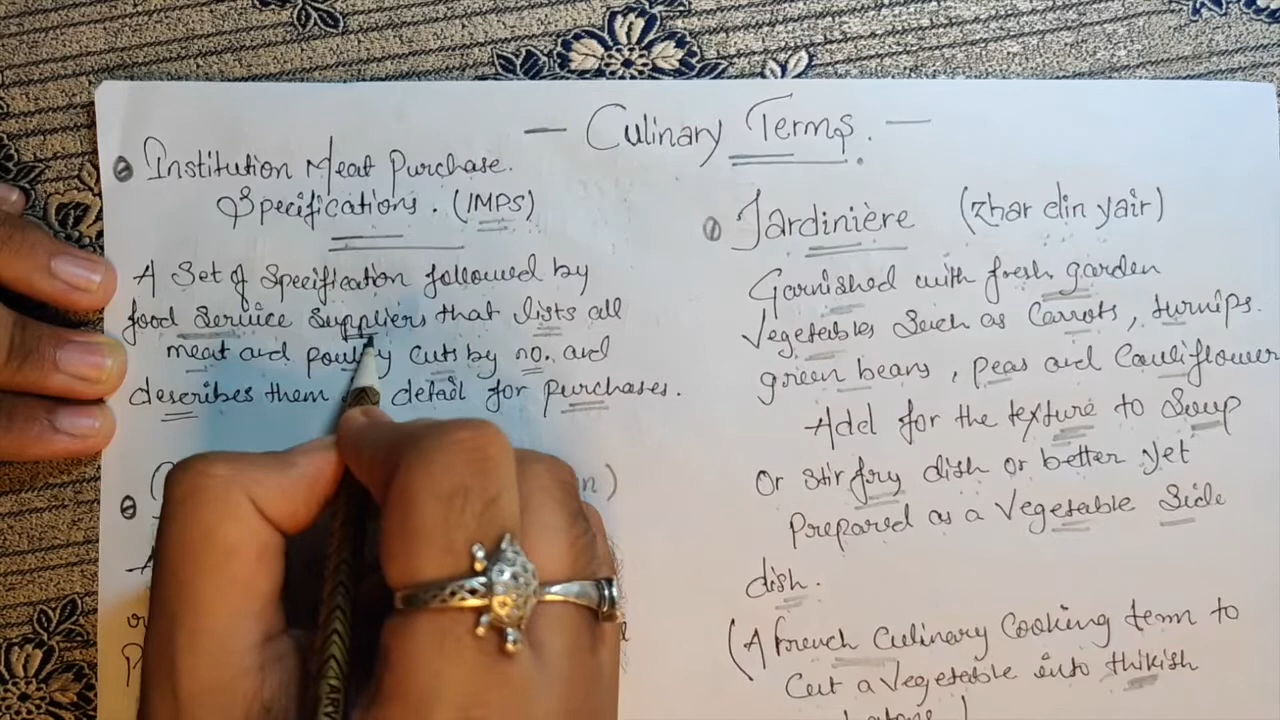 — Culinary Terms. —
Institution Meat Purchase.
Specifications. (IMPS)
A Set of Specification followed by
food Service Suppliers that lists all
meat and poultry cuts by no. and
describes them detail for purchases.
Jardinière (zhar din yair)
Garnished with fresh garden
Vegetables Such as Carrots, turnips.
green beans, peas and Cauliflower
Add for the texture to Soup
Or stir fry dish or better yet
Prepared as a Vegetable Side
dish.
(A french Culinary Cooking term to
Cut a Vegetable into thikish